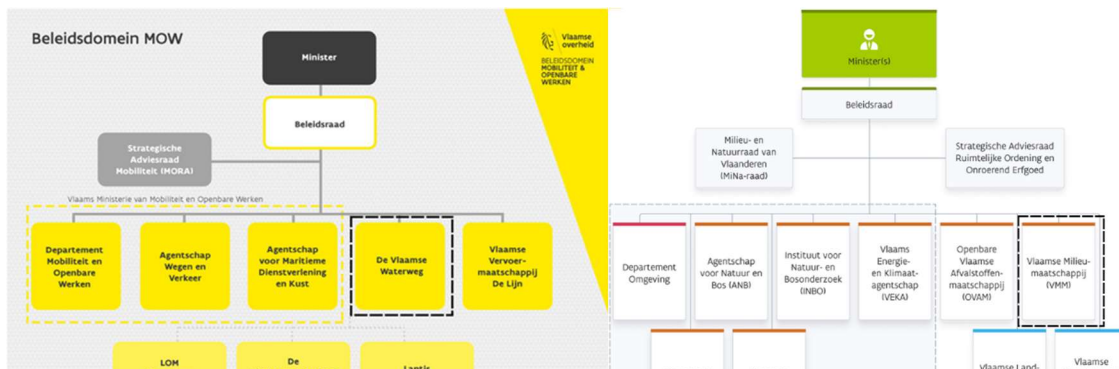 Beleidsdomein MOW
Vlaamse
overheid
BELEIDSDOMEIN
MOBILITEIT &
OPENBARE
WERKEN
Minister
Beleidsraad
Strategische
Adviesraad
Mobiliteit (MORA)
Vlaams Ministerie van Mobiliteit en Openbare Werken
Departement
Mobiliteit en
Openbare
Werken
Agentschap
Wegen en
Verkeer
Agentschap
voor Maritieme
Dienstverlening
en Kust
De Vlaamse
Waterweg
Vlaamse
Vervoer-
maatschappij
De Lijn
LOM
De
Lantis
Minister(s)
Beleidsraad
Milieu- en
Natuurraad van
Vlaanderen
(MiNa-raad)
Strategische Adviesraad
Ruimtelijke Ordening en
Onroerend Erfgoed
Departement
Omgeving
Agentschap
voor Natuur en
Bos (ANB)
Instituut voor
Natuur- en
Bosonderzoek
(INBO)
Vlaams
Energie-
en Klimaat-
agentschap
(VEKA)
Openbare
Vlaamse
Afvalstoffen-
maatschappij
(OVAM)
Vlaamse Milieu-
maatschappij
(VMM)
Vlaamse Land-
Vlaamse